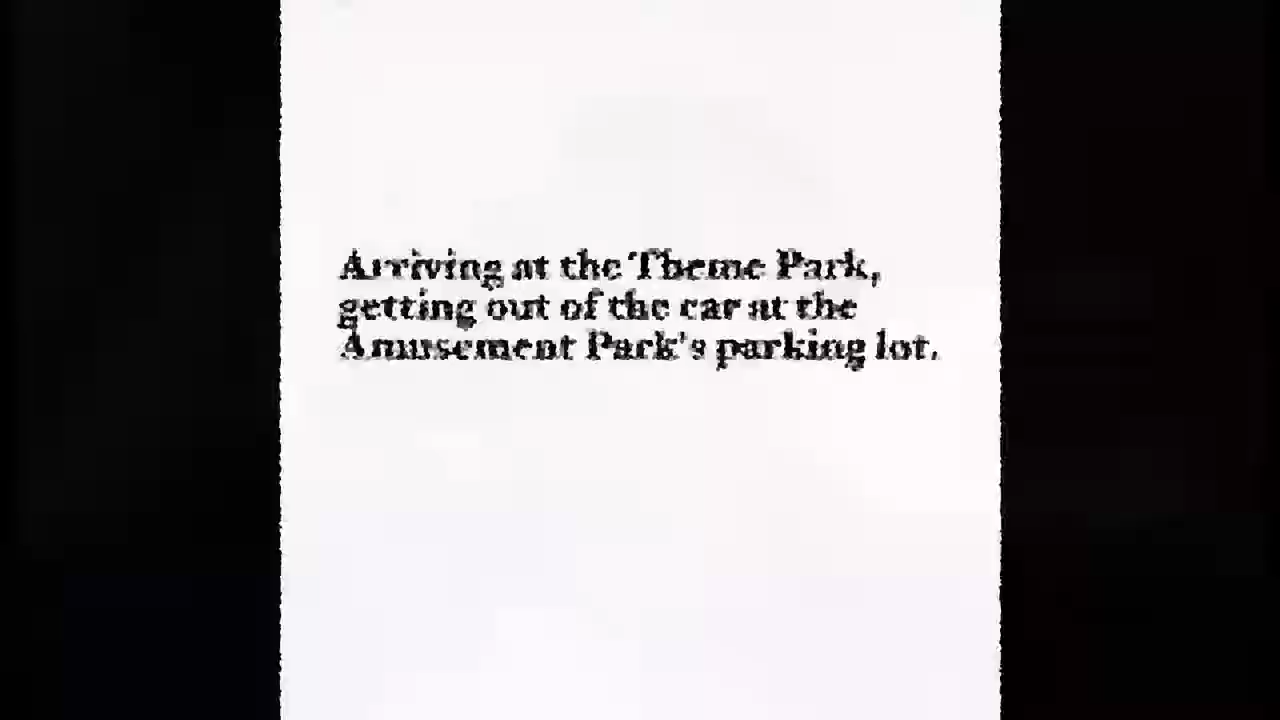 Arriving at the Theme Park,
getting out of the car at the
Amusement Park's parking lot.